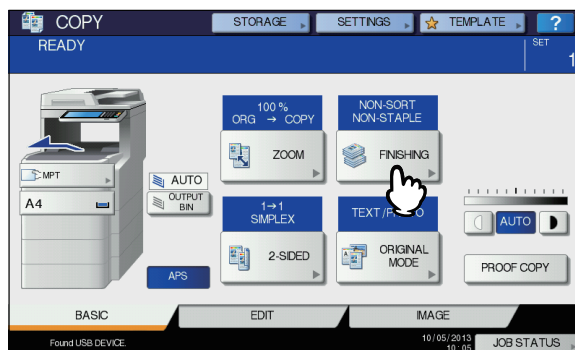 COPY
STORAGE
SETTINGS
TEMPLATE
?
READY
SET
1
100 %
ORG → COPY
NON-SORT
NON-STAPLE
ZOOM
FINISHING
MPT
AUTO
A4
OUTPUT
BIN
1→1
SIMPLEX
AUTO
2-SIDED
ORIGINAL
MODE
PROOF COPY
APS
BASIC
EDIT
IMAGE
Found USB DEVICE.
10/05/2013
10:05
JOB STATUS